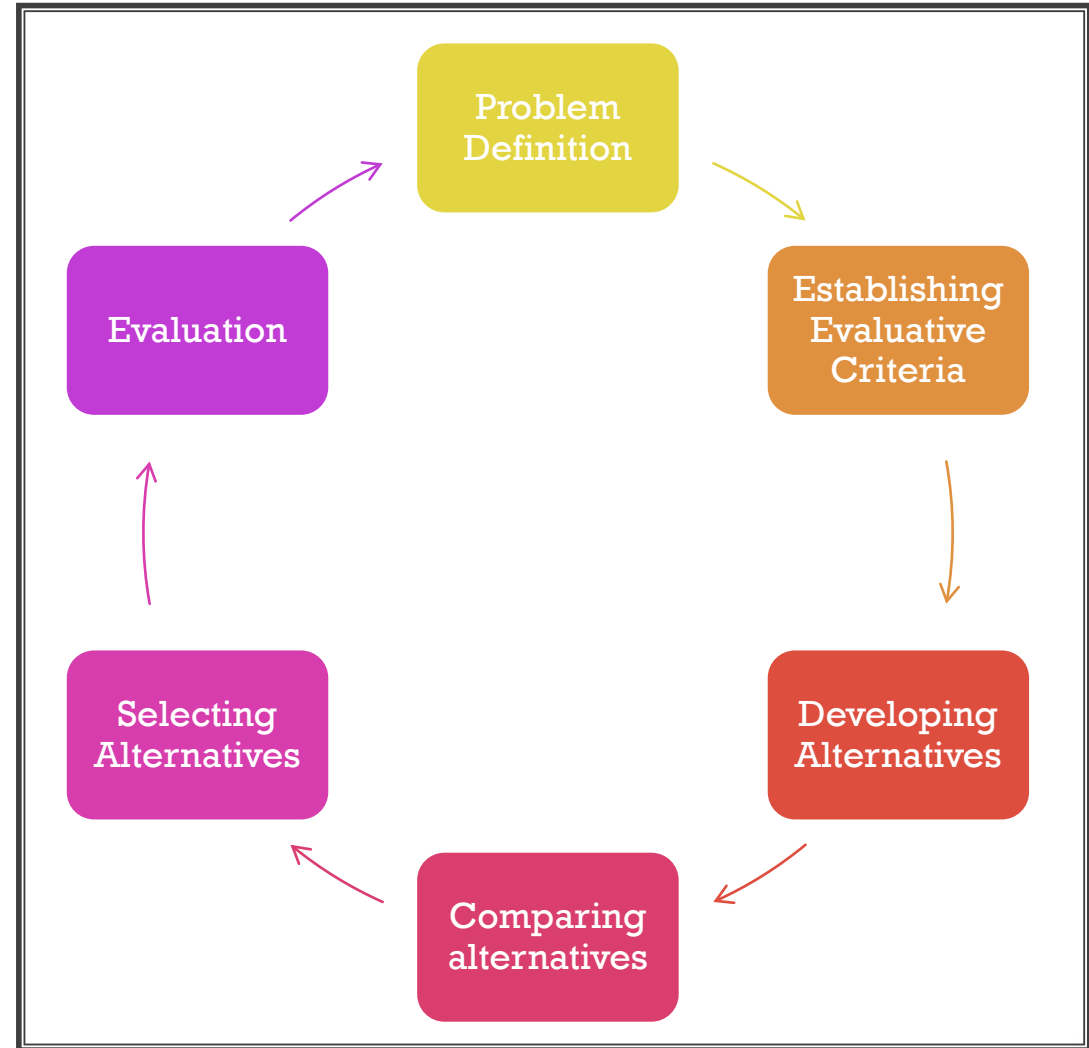 Problem
Definition
Establishing
Evaluative
Criteria
Developing
Alternatives
Comparing
alternatives
Selecting
Alternatives
Evaluation